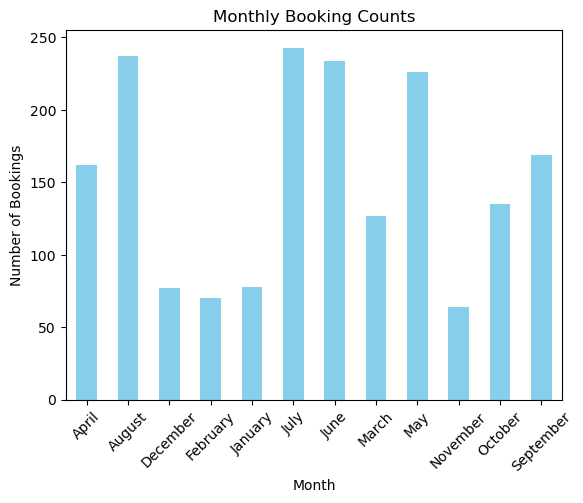 Monthly Booking Counts
Number of Bookings
250
200
150
100
50
0
April
August
December
February
January
July
June
March
May
November
October
September
Month